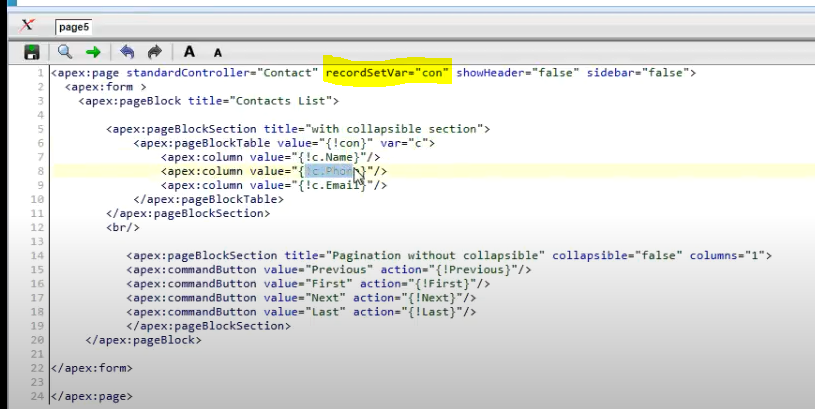 page5
A A
1 <apex:page standardController="Contact" recordSetVar="con" showHeader="false" sidebar="false">
2 <apex:form >
3 <apex:pageBlock title="Contacts List">
4
5 <apex:pageBlockSection title="with collapsible section">
6 <apex:pageBlockTable value="{!con}" var="c">
7 <apex:column value="{!c.Name}"/>
8 <apex:column value="{!c.Phone}"/>
9 <apex:column value="{!c.Email}"/>
10 </apex:pageBlockTable>
11 </apex:pageBlockSection>
12 <br/>
13
14 <apex:pageBlockSection title="Pagination without collapsible" collapsible="false" columns="1">
15 <apex:commandButton value="Previous" action="{!Previous}"/>
16 <apex:commandButton value="First" action="{!First}"/>
17 <apex:commandButton value="Next" action="{!Next}"/>
18 <apex:commandButton value="Last" action="{!Last}"/>
19 </apex:pageBlockSection>
20 </apex:pageBlock>
21
22 </apex:form>
23
24 </apex:page>